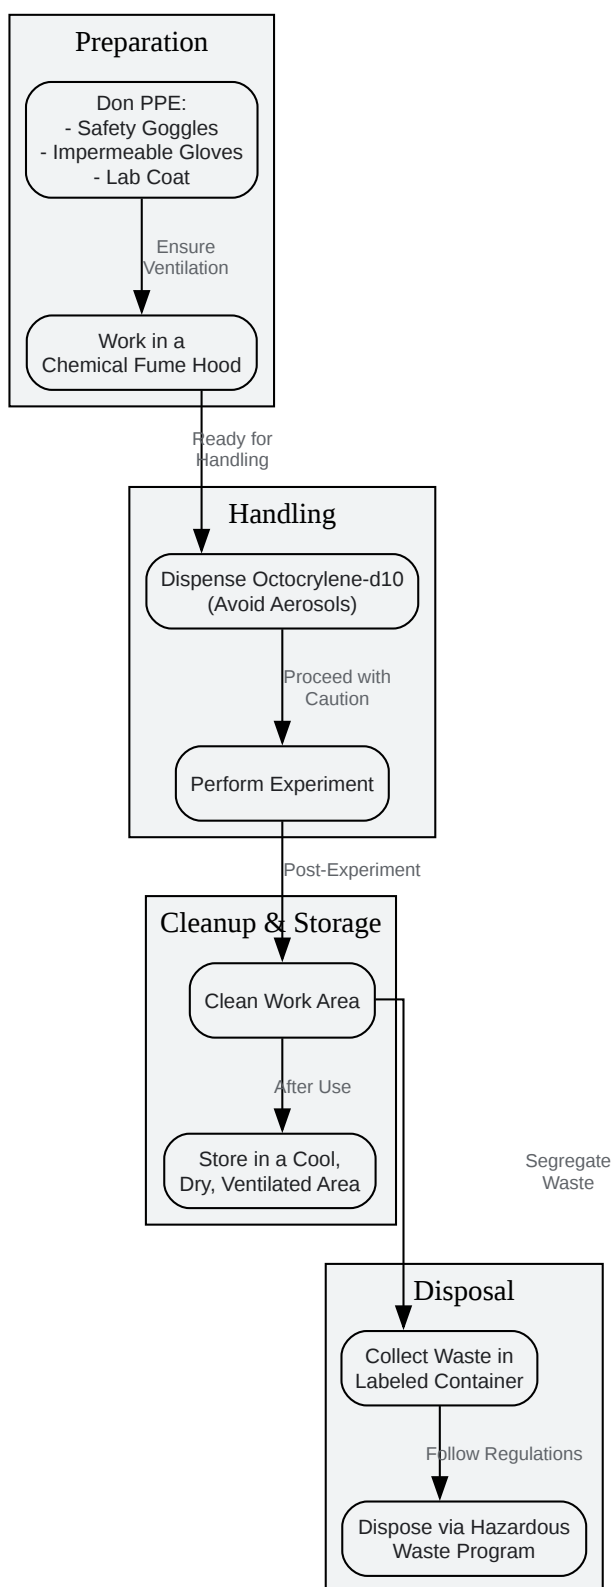 Preparation
Don PPE:
- Safety Goggles
- Impermeable Gloves
- Lab Coat
Ensure
Ventilation
Work in a
Chemical Fume Hood
Ready for
Handling
Handling
Dispense Octocrylene-d10
(Avoid Aerosols)
Proceed with
Caution
Perform Experiment
Post-Experiment
Cleanup & Storage
Clean Work Area
After Use
Store in a Cool,
Dry, Ventilated Area
Segregate
Waste
Disposal
Collect Waste in
Labeled Container
Follow Regulations
Dispose via Hazardous
Waste Program